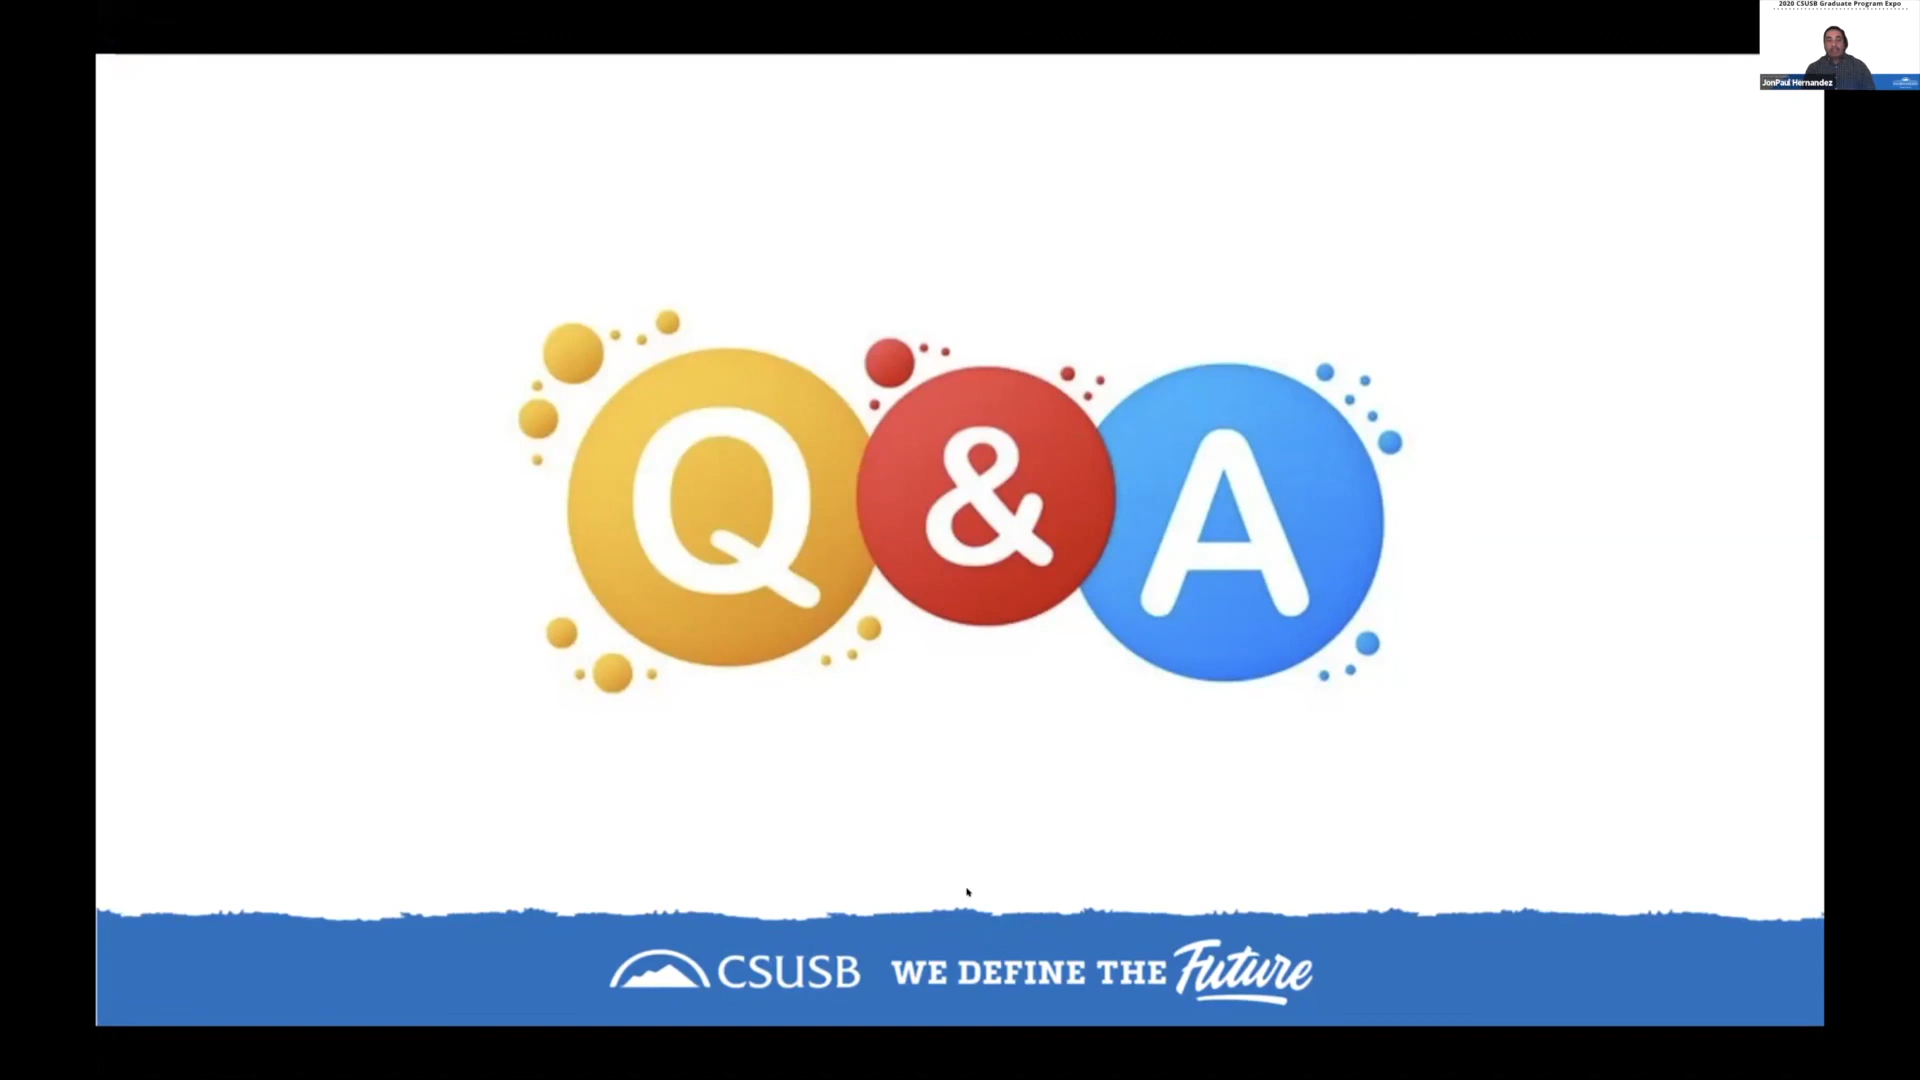 2020 CSUSB Graduate Program Expo
JonPaul Hernandez
Q & A
CSUSB WE DEFINE THE Future